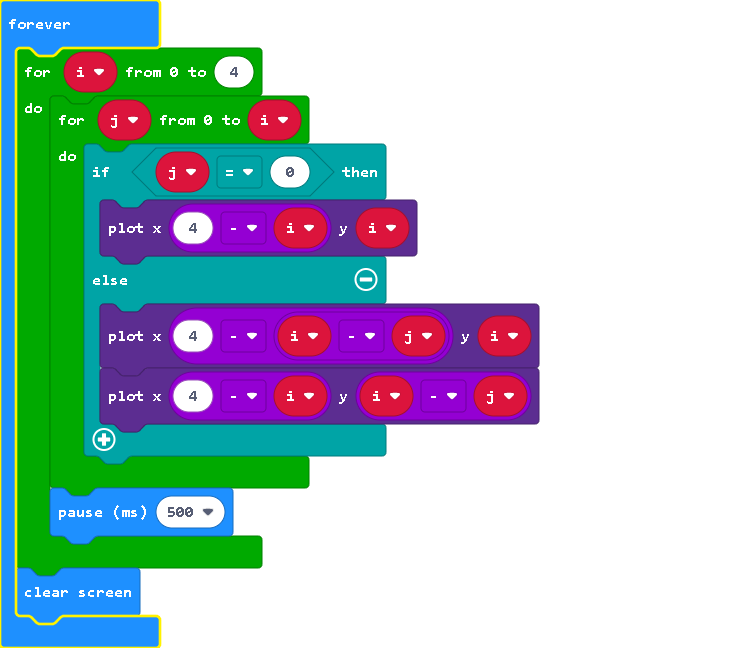 forever
for i from 0 to 4
do
for j from 0 to i
do
if j = 0 then
plot x 4 - i y i
else
plot x 4 - i - j y i
plot x 4 - i y i - j
pause (ms) 500
clear screen